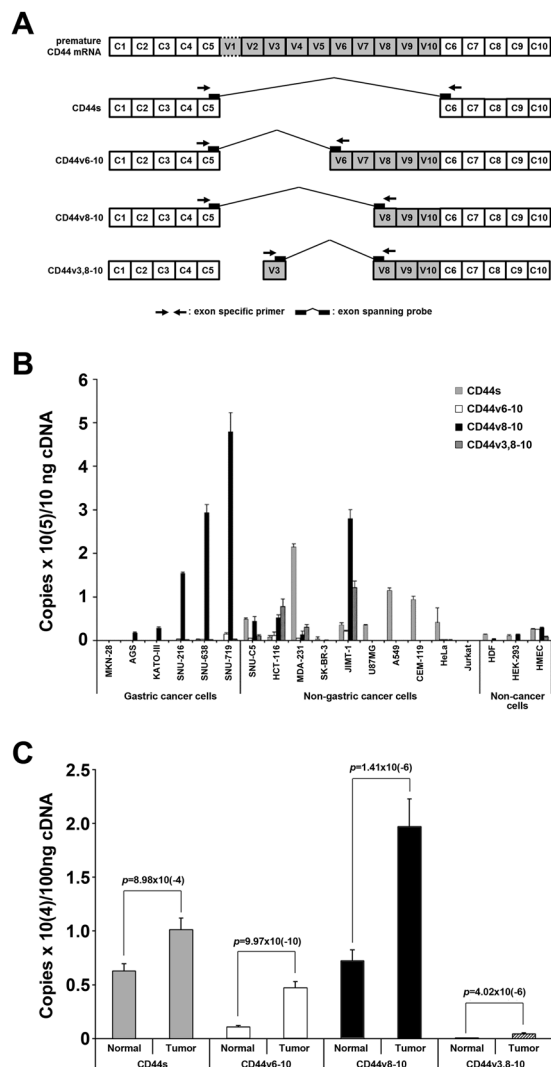 A
premature CD44 mRNA
C1 C2 C3 C4 C5 V1 V2 V3 V4 V5 V6 V7 V8 V9 V10 C6 C7 C8 C9 C10
CD44s
C1 C2 C3 C4 C5 C6 C7 C8 C9 C10
CD44v6-10
C1 C2 C3 C4 C5 V6 V7 V8 V9 V10 C6 C7 C8 C9 C10
CD44v8-10
C1 C2 C3 C4 C5 V8 V9 V10 C6 C7 C8 C9 C10
CD44v3,8-10
C1 C2 C3 C4 C5 V3 V8 V9 V10 C6 C7 C8 C9 C10
: exon specific primer : exon spanning probe
B
Copies x 10(5)/10 ng cDNA
6
5
4
3
2
1
0
CD44s
CD44v6-10
CD44v8-10
CD44v3,8-10
MKN-28
AGS
KATO-III
SNU-216
SNU-638
SNU-719
SNU-C5
HCT-116
MDA-231
SK-BR-3
JIMT-1
U87MG
A549
CEM-119
HeLa
Jurkat
HDF
HEK-293
HMEC
Gastric cancer cells
Non-gastric cancer cells
Non-cancer
cells
C
Copies x 10(4)/100ng cDNA
2.5
2.0
1.5
1.0
0.5
0
p=8.98x10(-4)
p=9.97x10(-10)
p=1.41x10(-6)
p=4.02x10(-6)
Normal Tumor Normal Tumor Normal Tumor Normal Tumor
CD44s CD44v6-10 CD44v8-10 CD44v3,8-10